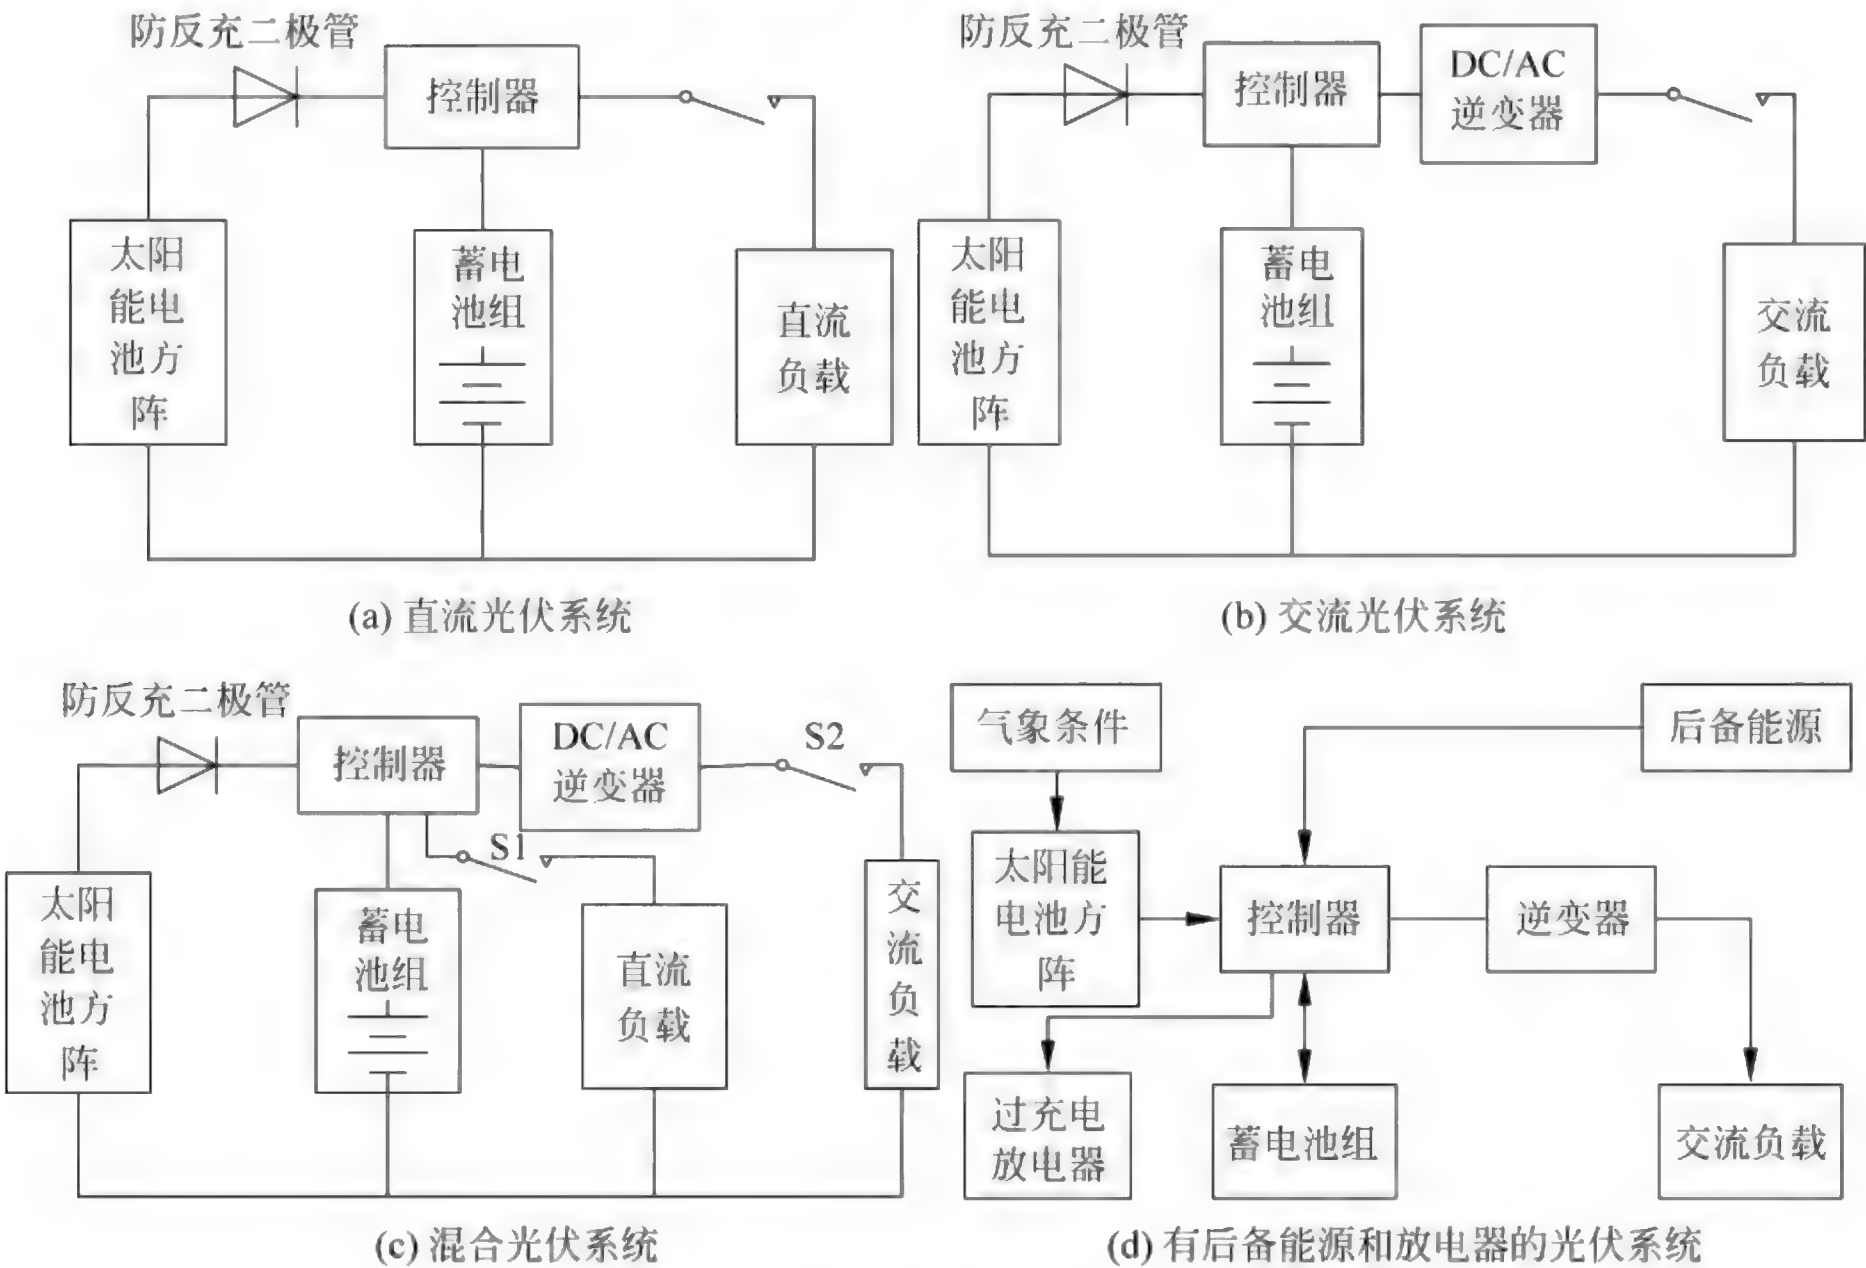 防反充二极管
控制器
太阳
能电
池方
阵
蓄电
池组
直流
负载
(a) 直流光伏系统
防反充二极管
控制器
DC/AC
逆变器
太阳
能电
池方
阵
蓄电
池组
交流
负载
(b) 交流光伏系统
防反充二极管
控制器
DC/AC
逆变器
S2
S1
太阳
能电
池方
阵
蓄电
池组
直流
负载
交
流
负
载
(c) 混合光伏系统
气象条件
后备能源
太阳能
电池方
阵
控制器
逆变器
过充电
放电器
蓄电池组
交流负载
(d) 有后备能源和放电器的光伏系统